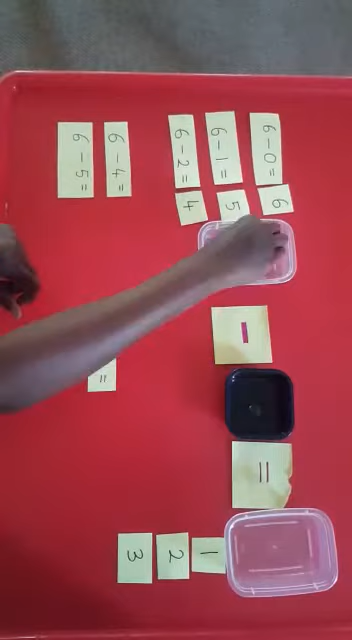 6 - 0 = 6
6 - 1 = 5
6 - 2 = 4
6 - 4 =
6 - 5 =
=
-
=
1
2
3